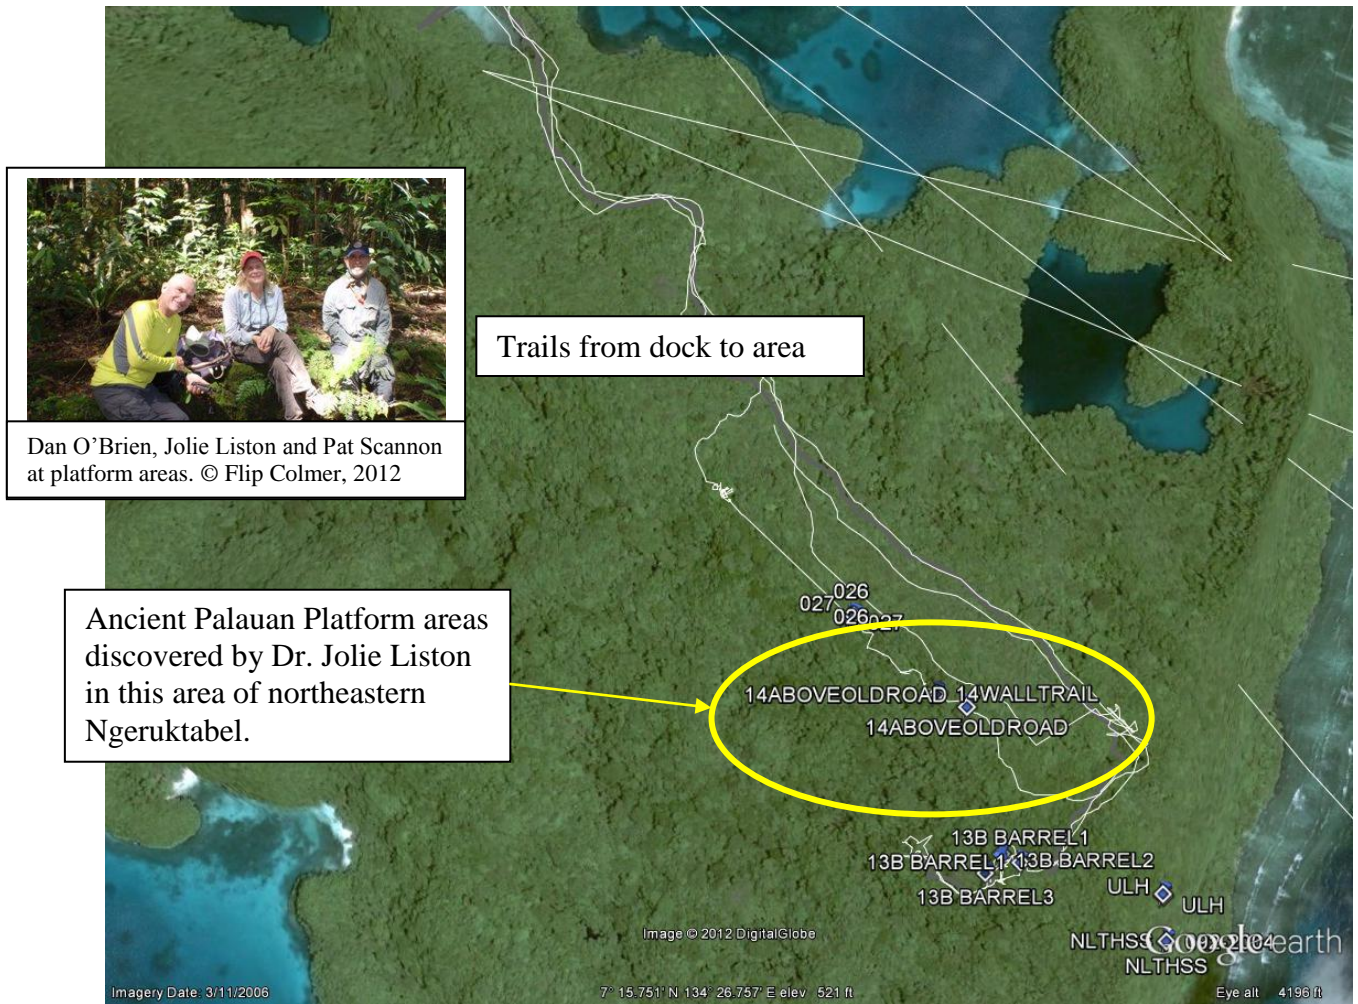 Trails from dock to area
Dan O’Brien, Jolie Liston and Pat Scannon
at platform areas. © Flip Colmer, 2012
Ancient Palauan Platform areas
discovered by Dr. Jolie Liston
in this area of northeastern
Ngeruktabel.
026
027
026 027
14ABOVEOLDROAD 14WALLTRAIL
14ABOVEOLDROAD
13B BARREL1
13B BARREL1 13B BARREL2
13B BARREL3
ULH
ULH
NLTHSS
NLTHSS
Google earth
Image © 2012 DigitalGlobe
Imagery Date: 3/11/2006
7° 15.751' N 134° 26.757' E elev 521 ft
Eye alt 4196 ft